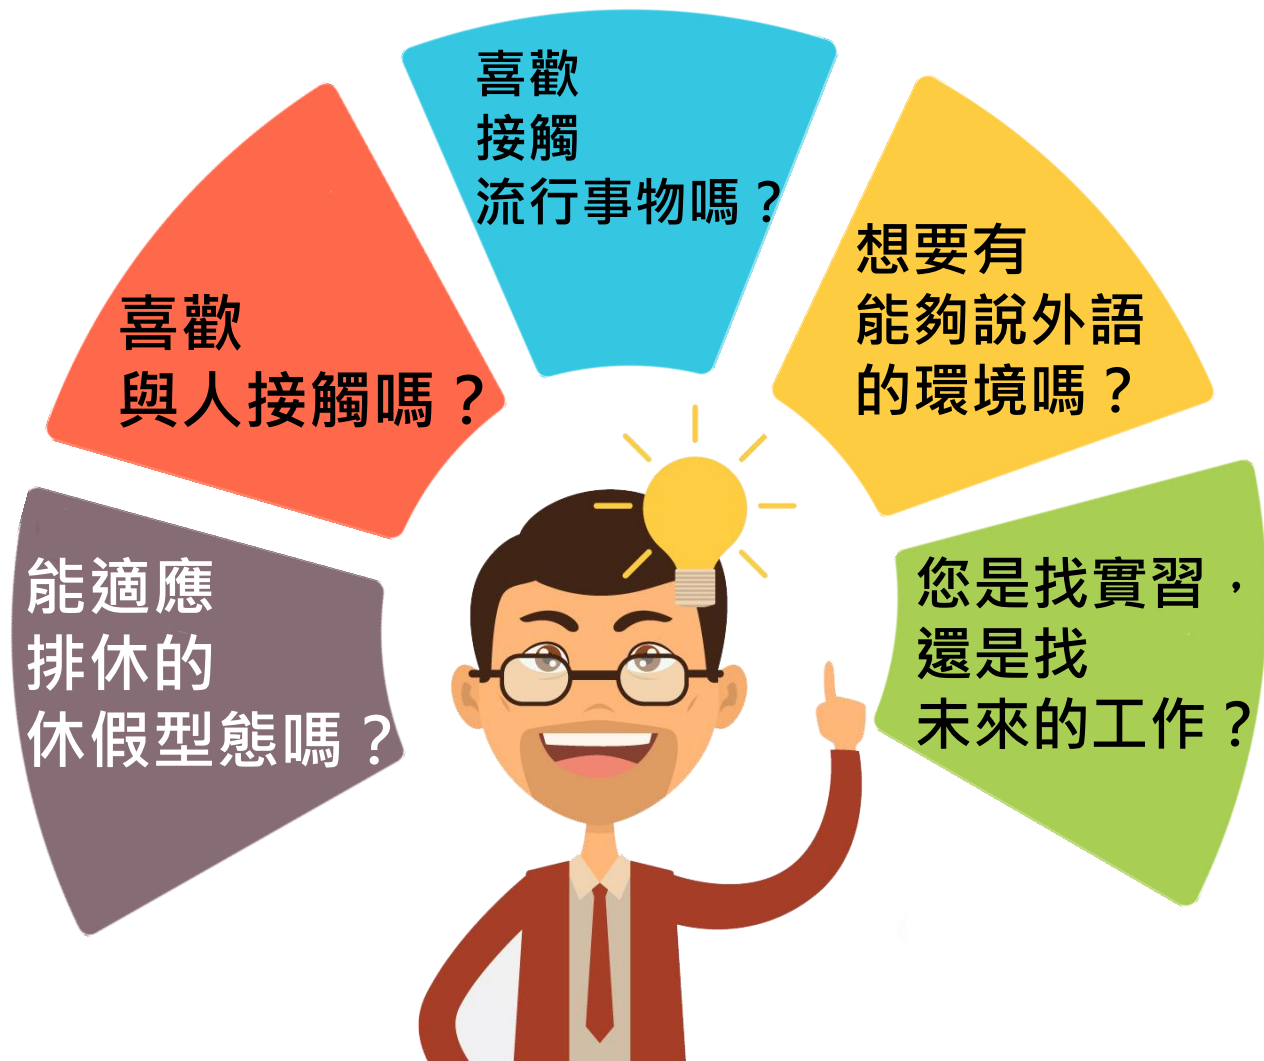 喜歡
接觸
流行事物嗎？
喜歡
與人接觸嗎？
想要有
能夠說外語
的環境嗎？
能適應
排休的
休假型態嗎？
您是找實習，
還是找
未來的工作？